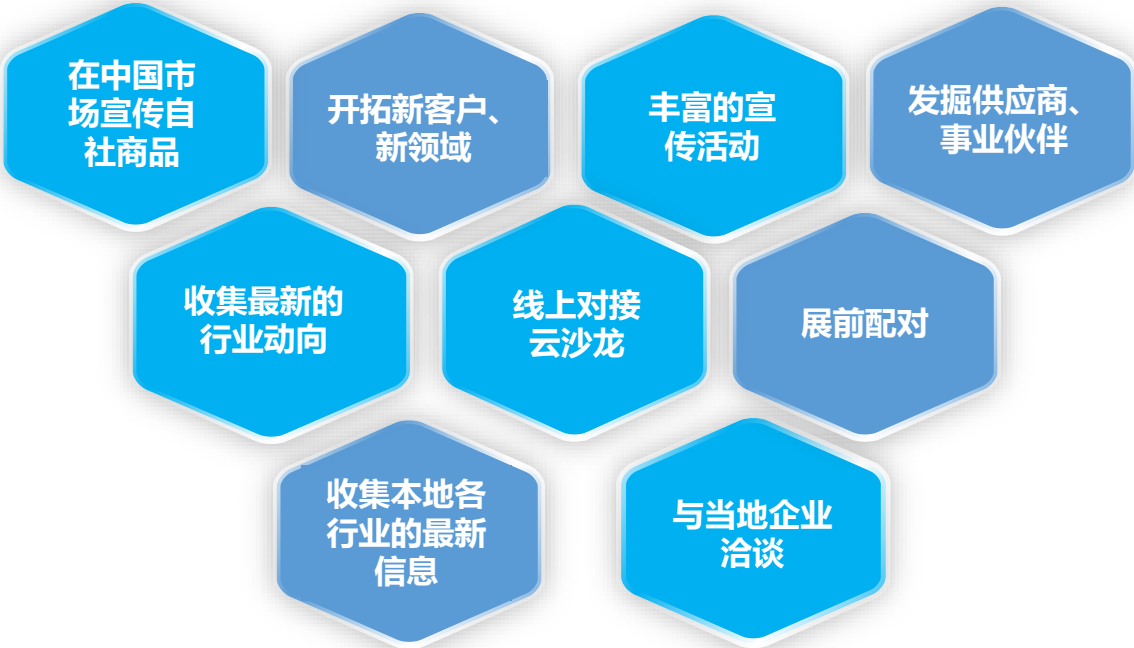 在中国市
场宣传自
社商品
开拓新客户、
新领域
丰富的宣
传活动
发掘供应商、
事业伙伴
收集最新的
行业动向
线上对接
云沙龙
展前配对
收集本地各
行业的最新
信息
与当地企业
洽谈